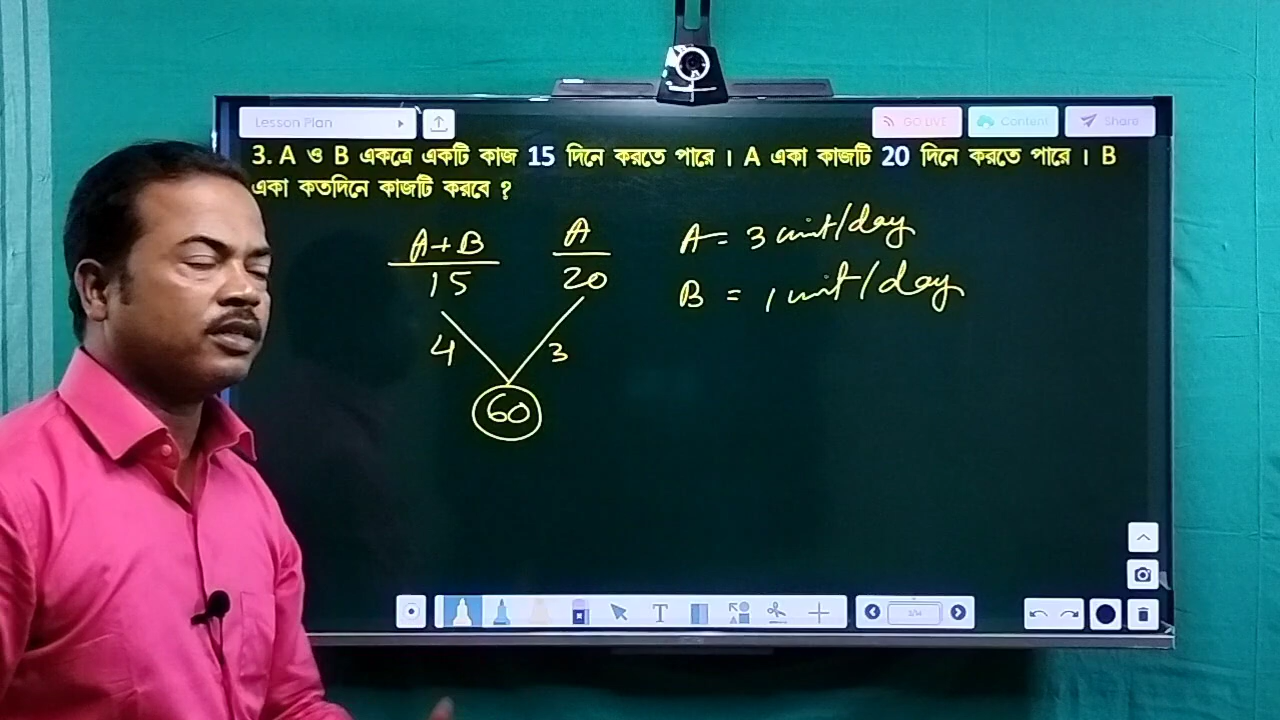 Lesson Plan
GO LIVE
Content
Share
3. A ও B একত্রে একটি কাজ 15 দিনে করতে পারে । A একা কাজটি 20 দিনে করতে পারে । B
একা কতদিনে কাজটি করবে ?
A+B
15
A
20
4
3
60
A = 3 unit/day
B = 1 unit/day
T